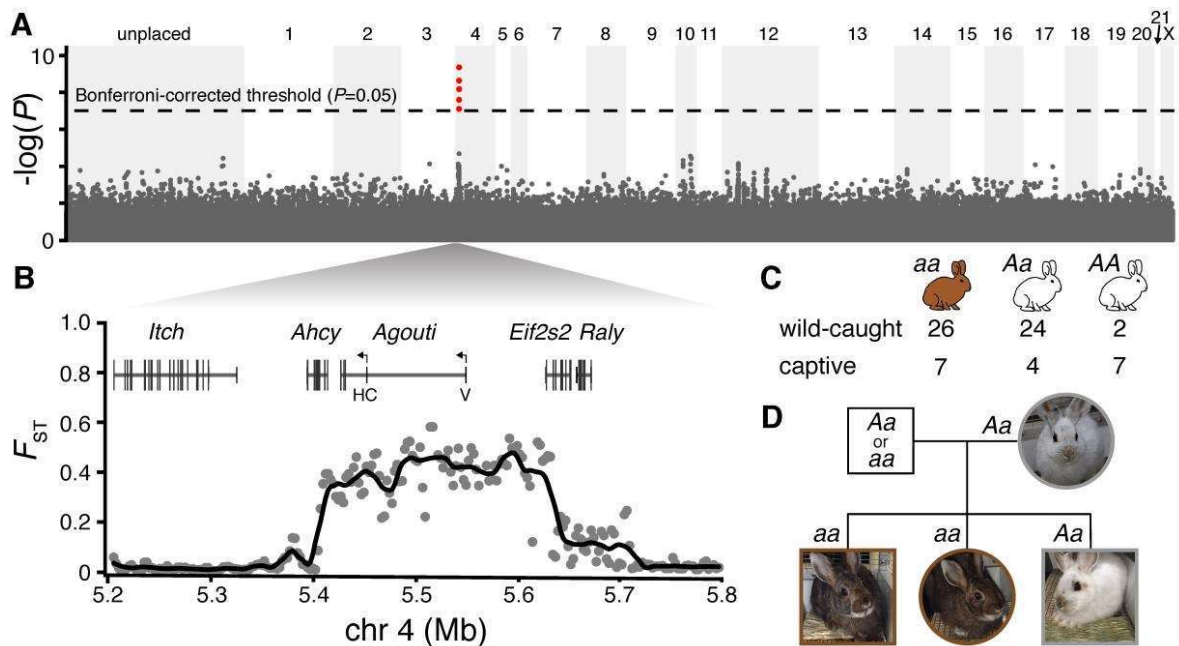 A
unplaced 1 2 3 4 5 6 7 8 9 10 11 12 13 14 15 16 17 18 19 20 21 X
10
Bonferroni-corrected threshold (P=0.05)
-log(P)
0
B
1.0
Itch Ahcy Agouti Eif2s2 Raly
0.8
HC V
0.6
FST
0.4
0.2
0
5.2 5.3 5.4 5.5 5.6 5.7 5.8
chr 4 (Mb)
C
aa Aa AA
wild-caught 26 24 2
captive 7 4 7
D
Aa
or
aa
Aa
aa aa Aa